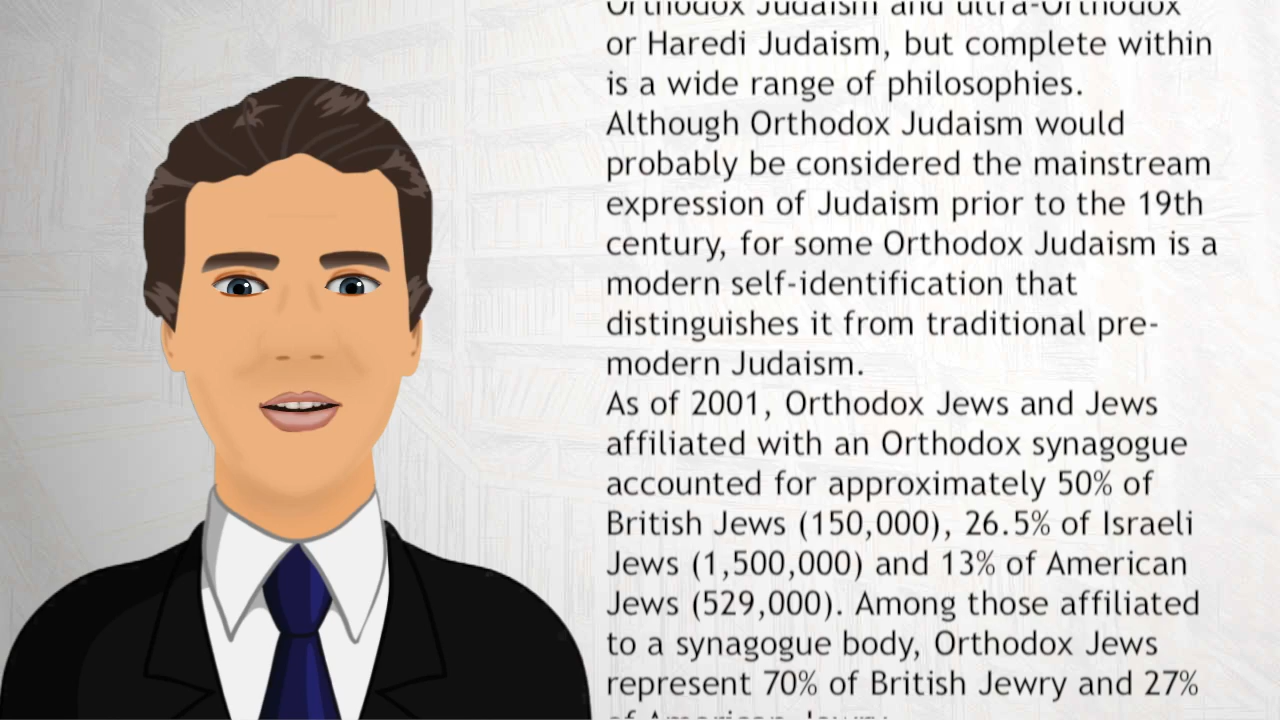 Orthodox Judaism and ultra-Orthodox
or Haredi Judaism, but complete within
is a wide range of philosophies.
Although Orthodox Judaism would
probably be considered the mainstream
expression of Judaism prior to the 19th
century, for some Orthodox Judaism is a
modern self-identification that
distinguishes it from traditional pre-
modern Judaism.
As of 2001, Orthodox Jews and Jews
affiliated with an Orthodox synagogue
accounted for approximately 50% of
British Jews (150,000), 26.5% of Israeli
Jews (1,500,000) and 13% of American
Jews (529,000). Among those affiliated
to a synagogue body, Orthodox Jews
represent 70% of British Jewry and 27%
of American Jewry